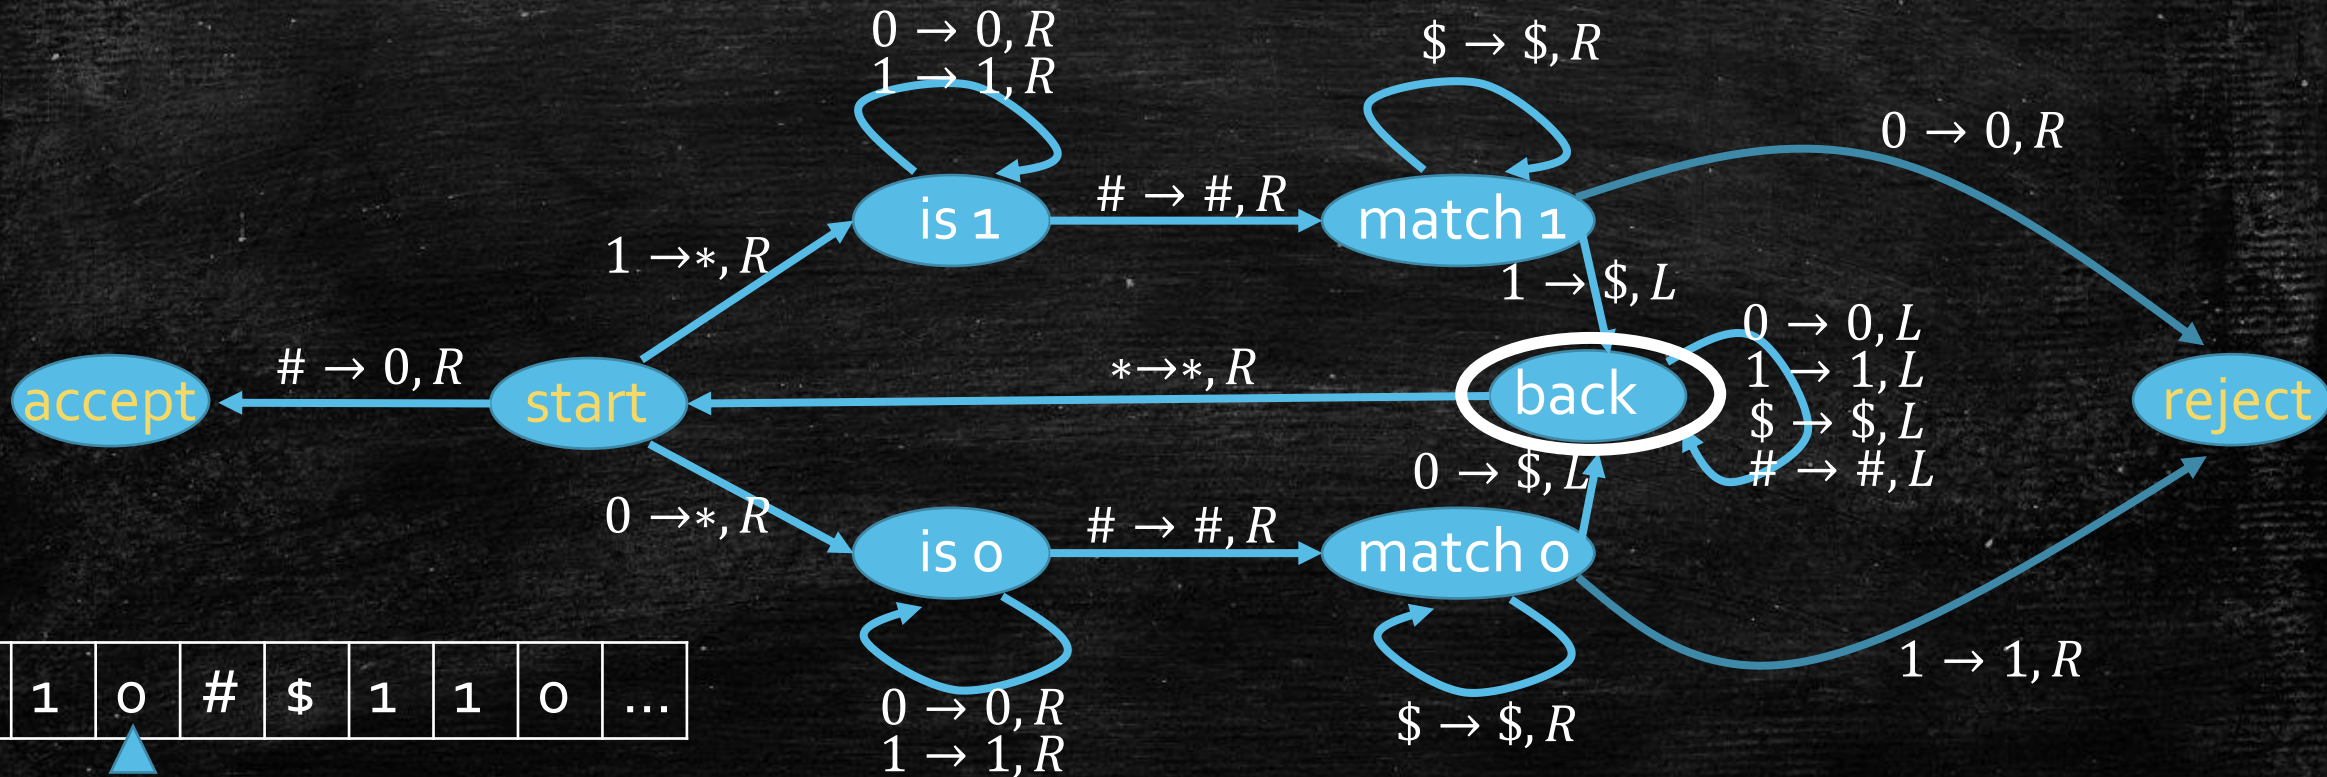 0 → 0, R
1 → 1, R
$ → $, R
0 → 0, R
# → #, R
is 1
match 1
1 →*, R
1 → $, L
0 → 0, L
1 → 1, L
$ → $, L
# → #, L
# → 0, R
*→*, R
accept
start
back
reject
0 → $, L
0 →*, R
# → #, R
is 0
match 0
1 → 1, R
0 → 0, R
1 → 1, R
$ → $, R
1 0 # $ 1 1 0 ...